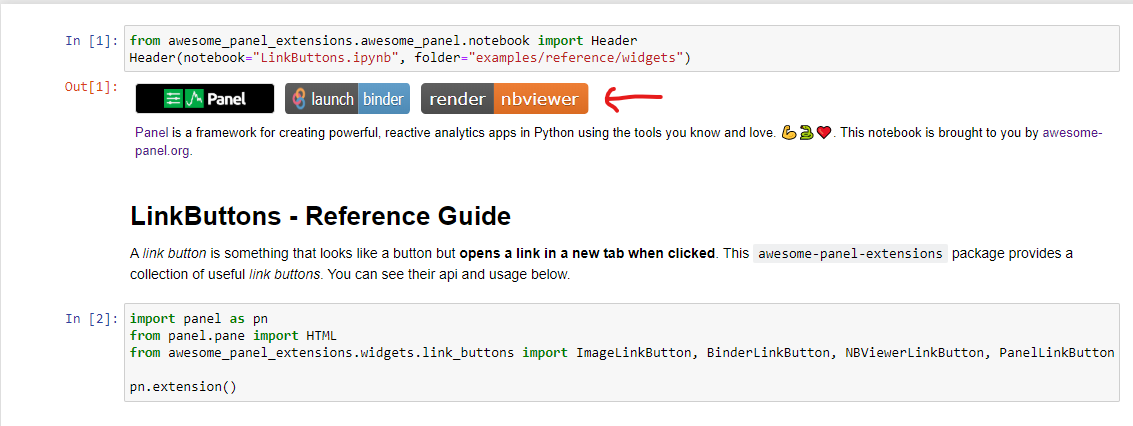 In [1]: from awesome_panel_extensions.awesome_panel.notebook import Header
Header(notebook="LinkButtons.ipynb", folder="examples/reference/widgets")
Out[1]: Panel launch binder render nbviewer
Panel is a framework for creating powerful, reactive analytics apps in Python using the tools you know and love. 💪🐍❤️. This notebook is brought to you by awesome-
panel.org.
LinkButtons - Reference Guide
A link button is something that looks like a button but opens a link in a new tab when clicked. This awesome-panel-extensions package provides a
collection of useful link buttons. You can see their api and usage below.
In [2]: import panel as pn
from panel.pane import HTML
from awesome_panel_extensions.widgets.link_buttons import ImageLinkButton, BinderLinkButton, NBViewerLinkButton, PanelLinkButton
pn.extension()